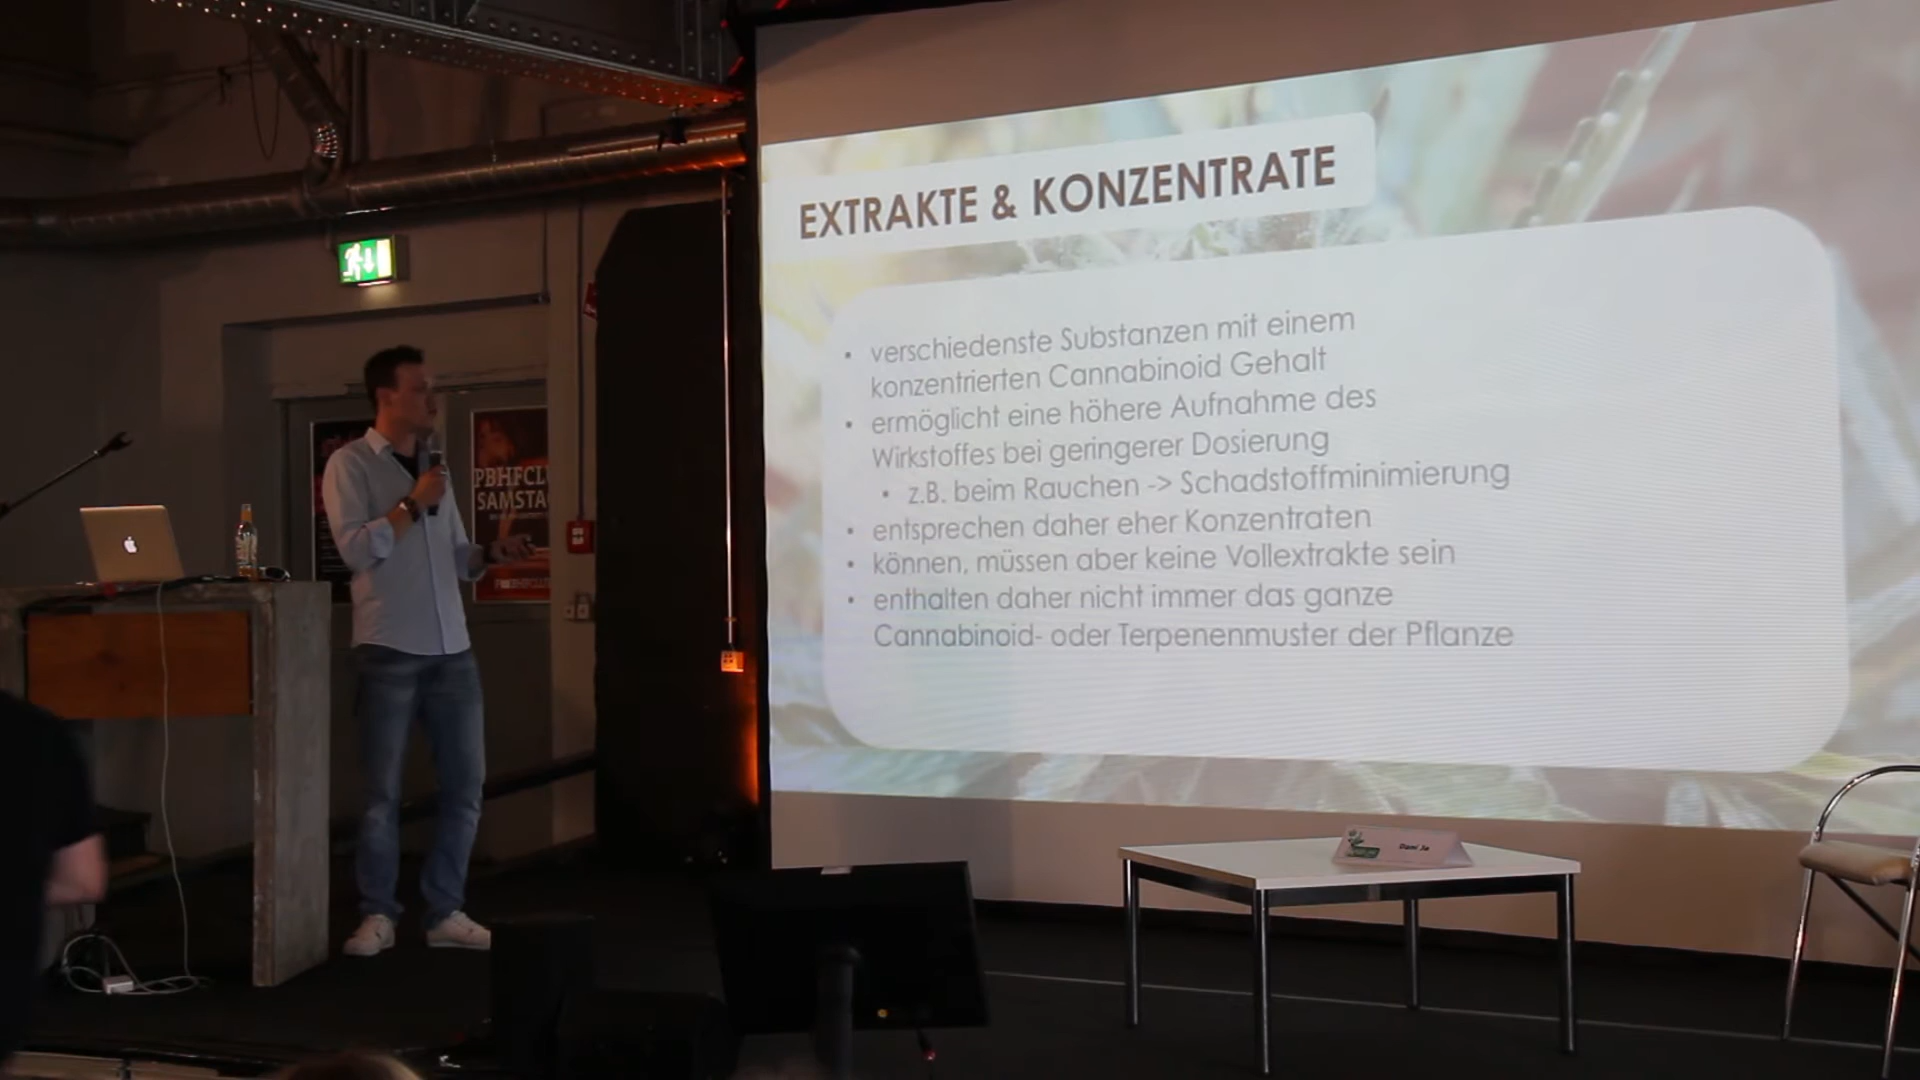 EXTRAKTE & KONZENTRATE
• verschiedenste Substanzen mit einem
konzentrierten Cannabinoid Gehalt
• ermöglicht eine höhere Aufnahme des
Wirkstoffes bei geringerer Dosierung
• z.B. beim Rauchen -> Schadstoffminimierung
• entsprechen daher eher Konzentraten
• können, müssen aber keine Vollextrakte sein
• enthalten daher nicht immer das ganze
Cannabinoid- oder Terpenenmuster der Pflanze
PBHFCLU
SAMSTA